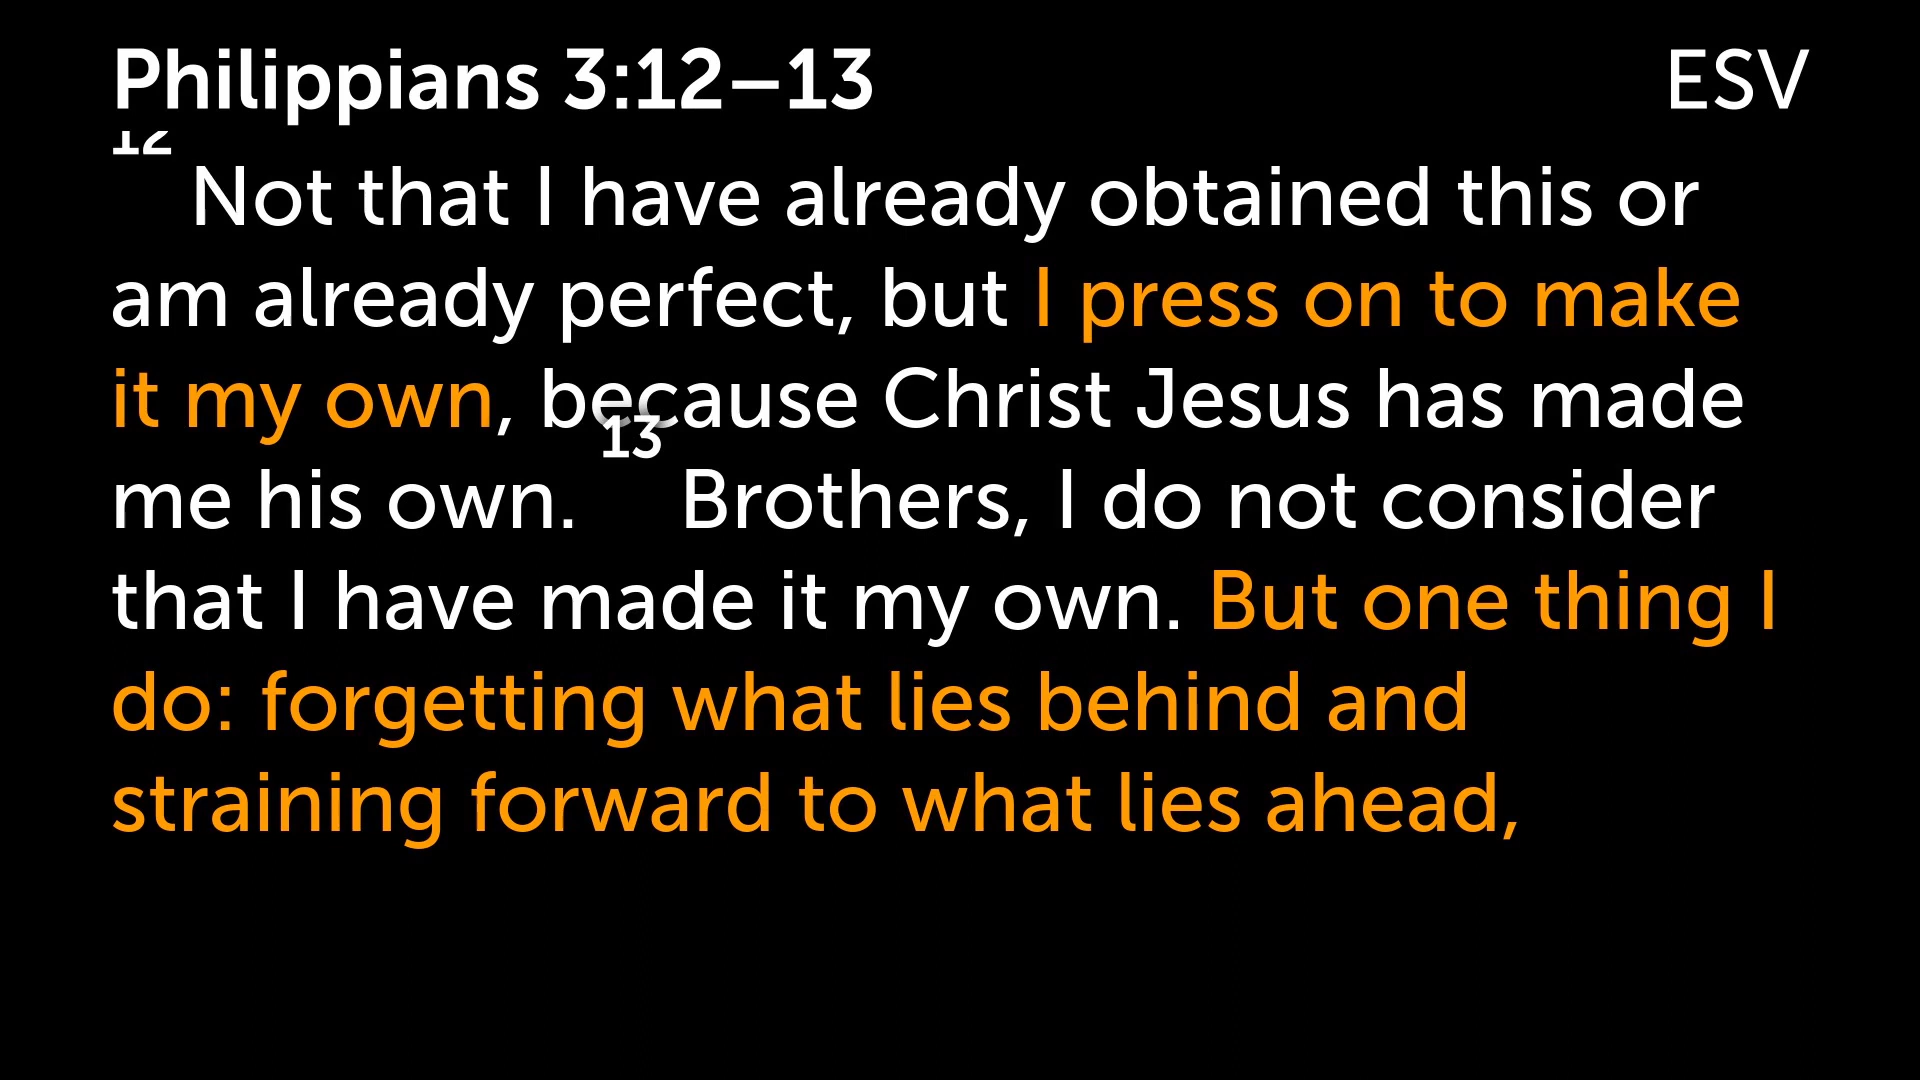 Philippians 3:12–13 ESV
12 Not that I have already obtained this or
am already perfect, but I press on to make
it my own, because Christ Jesus has made
me his own. 13 Brothers, I do not consider
that I have made it my own. But one thing I
do: forgetting what lies behind and
straining forward to what lies ahead,